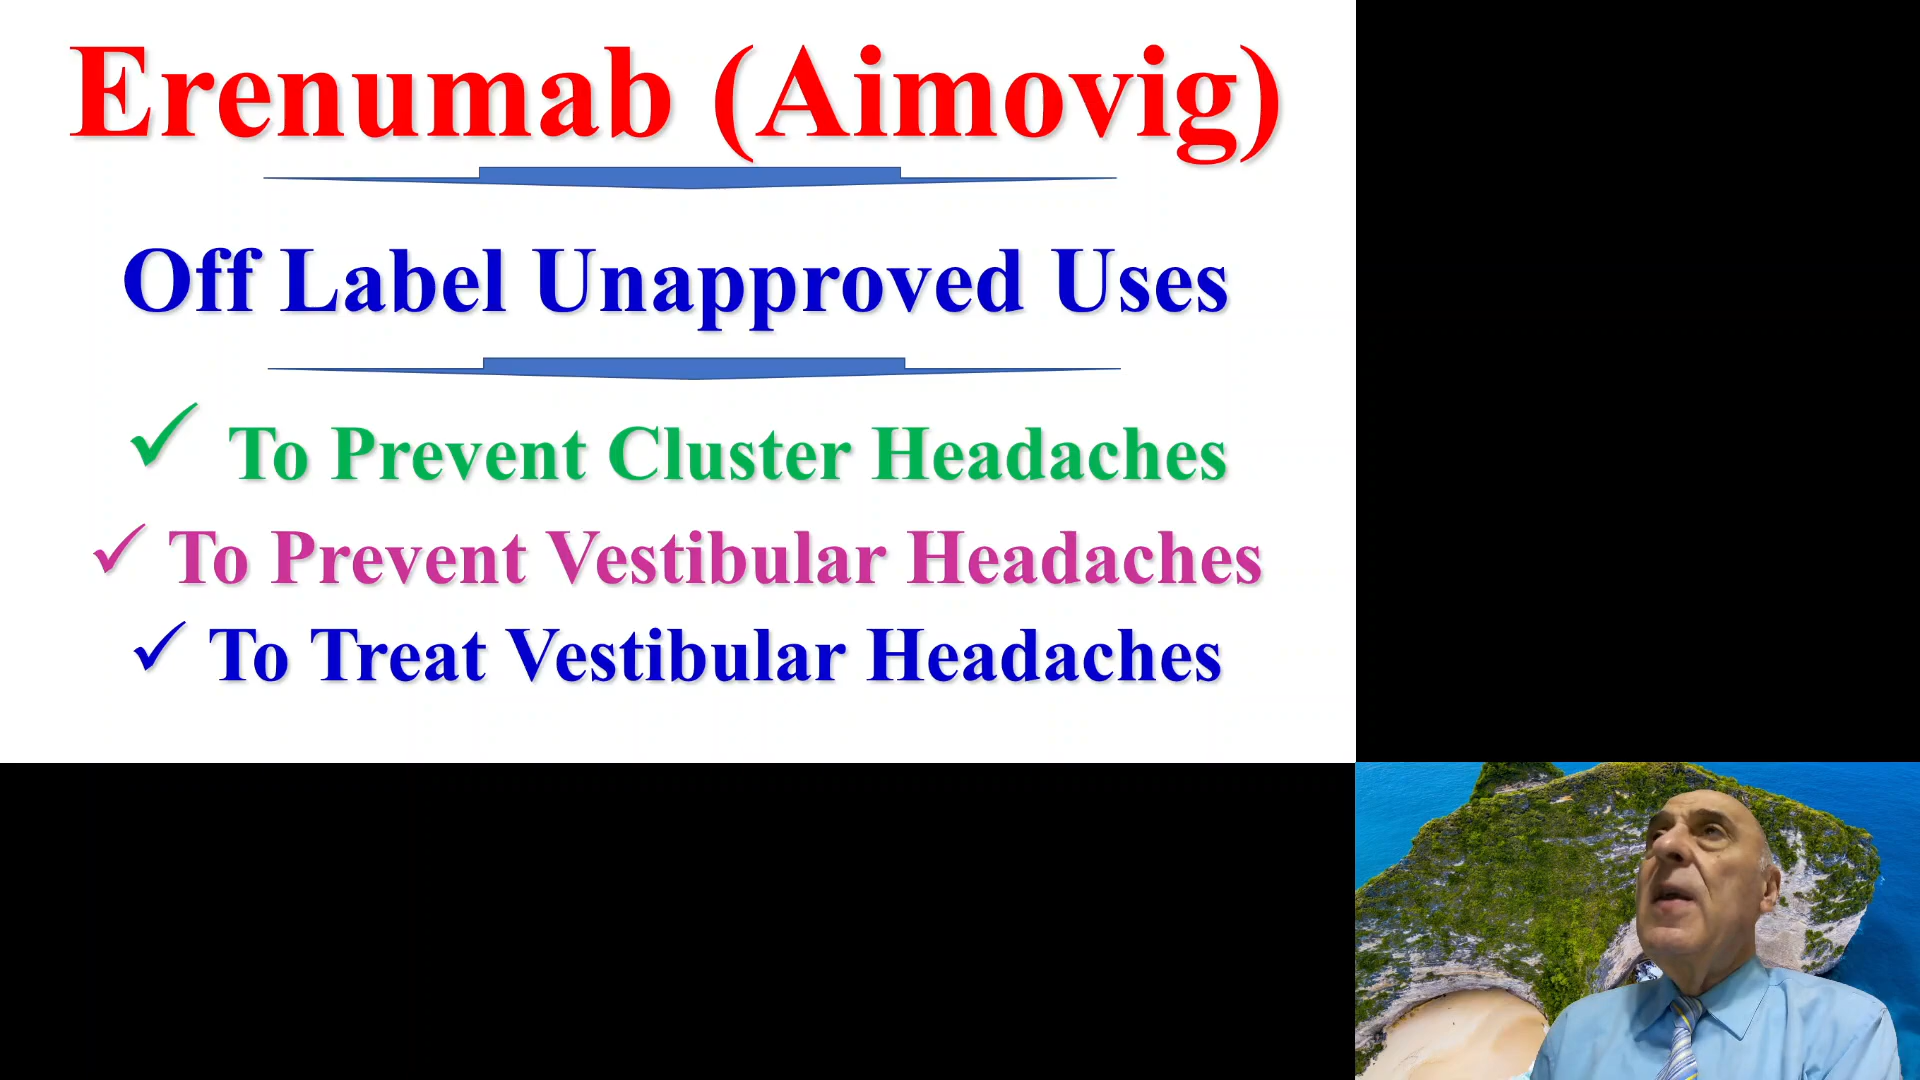 Erenumab (Aimovig)
Off Label Unapproved Uses
✓ To Prevent Cluster Headaches
✓ To Prevent Vestibular Headaches
✓ To Treat Vestibular Headaches